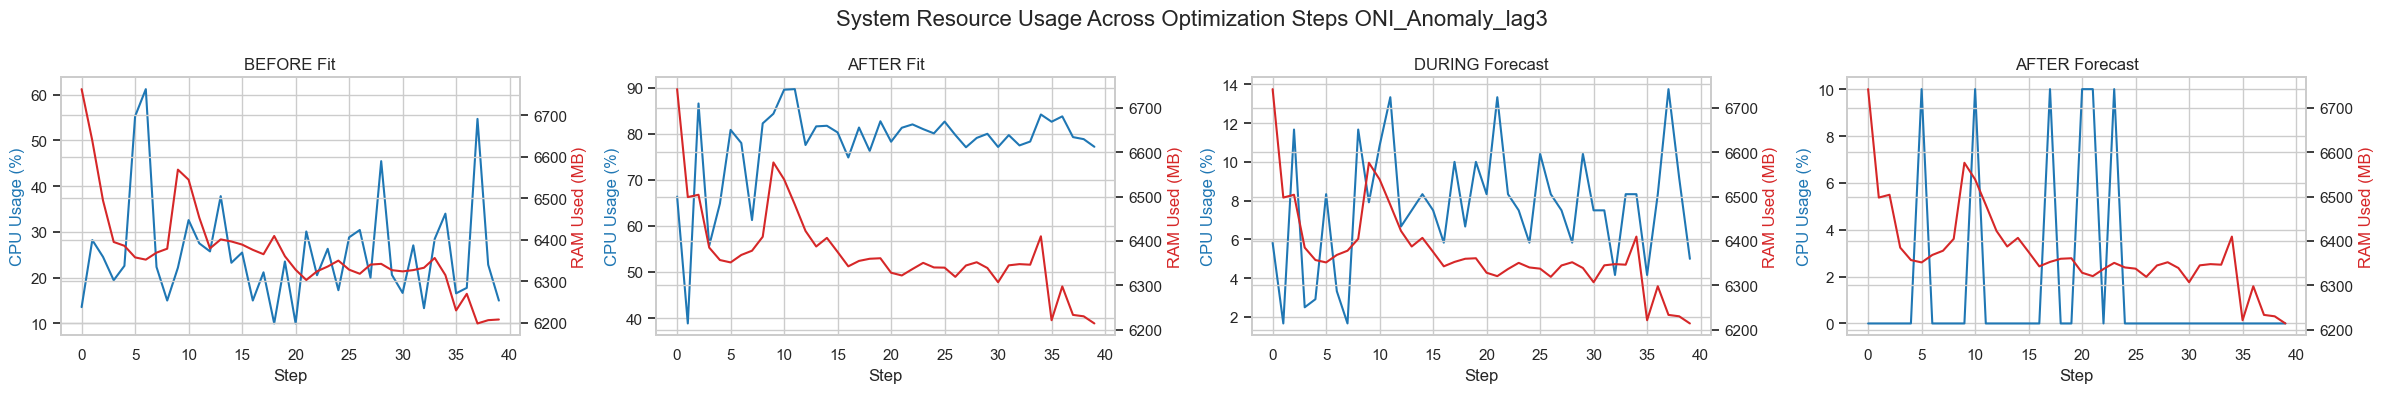 System Resource Usage Across Optimization Steps ONI_Anomaly_lag3
BEFORE Fit
CPU Usage (%)
60
50
40
30
20
10
6700
6600
6500
6400
6300
6200
RAM Used (MB)
0 5 10 15 20 25 30 35 40
Step
AFTER Fit
CPU Usage (%)
90
80
70
60
50
40
6700
6600
6500
6400
6300
6200
RAM Used (MB)
0 5 10 15 20 25 30 35 40
Step
DURING Forecast
CPU Usage (%)
14
12
10
8
6
4
2
6700
6600
6500
6400
6300
6200
RAM Used (MB)
0 5 10 15 20 25 30 35 40
Step
AFTER Forecast
CPU Usage (%)
10
8
6
4
2
0
6700
6600
6500
6400
6300
6200
RAM Used (MB)
0 5 10 15 20 25 30 35 40
Step